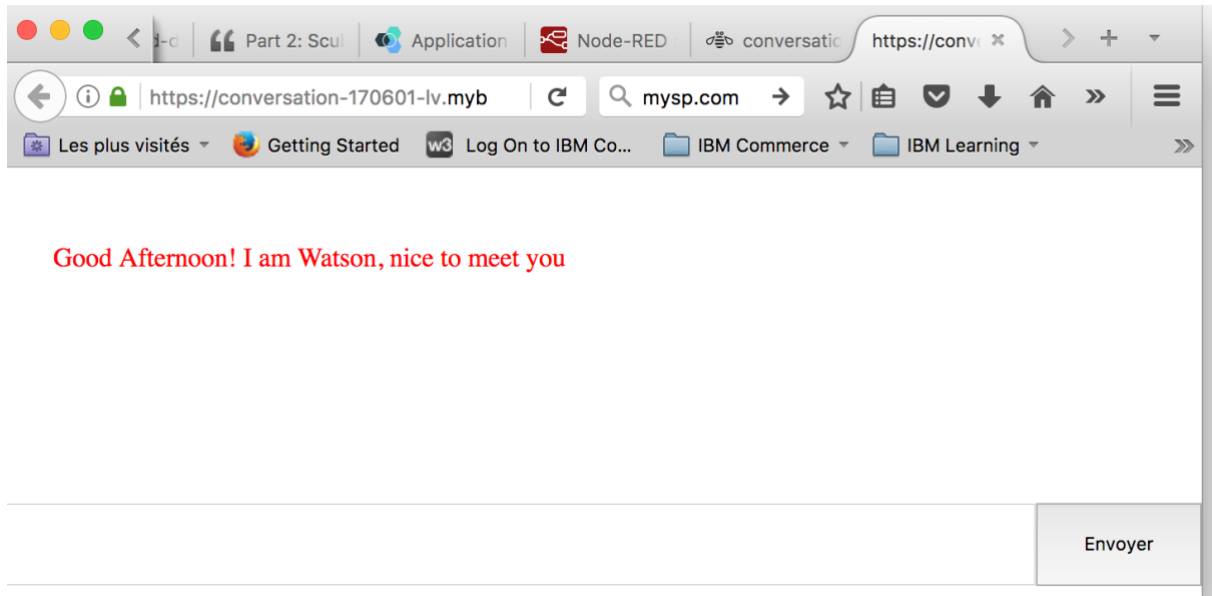 Part 2: Scul Application Node-RED conversatio https://conv
https://conversation-170601-lv.myb mysp.com
Les plus visités Getting Started w3 Log On to IBM Co... IBM Commerce IBM Learning
Good Afternoon! I am Watson, nice to meet you
Envoyer